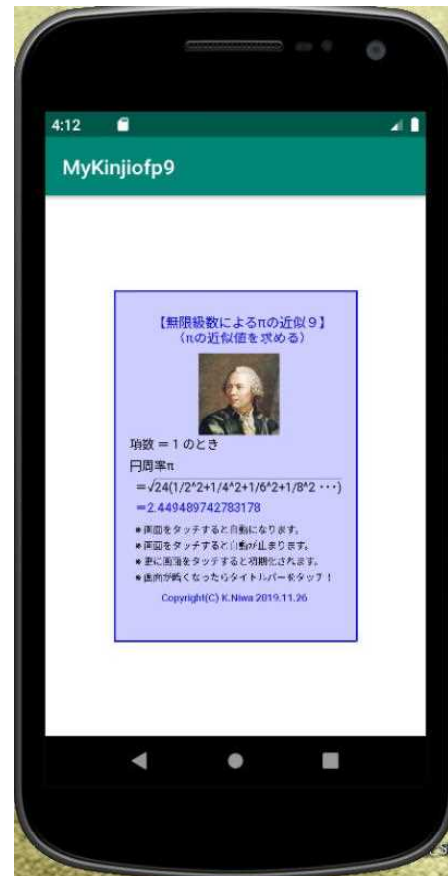 4:12
MyKinjiofp9
【無限級数によるπの近似９】
（πの近似値を求める）
項数 ＝ 1 のとき
円周率π
＝√24(1/2^2+1/4^2+1/6^2+1/8^2 ･･･)
＝2.449489742783178
＊画面をタッチすると自動になります。
＊画面をタッチすると自動が止まります。
＊更に画面をタッチすると初期化されます。
＊画面が暗くなったらタイトルバーをタッチ！
Copyright(C) K.Niwa 2019.11.26